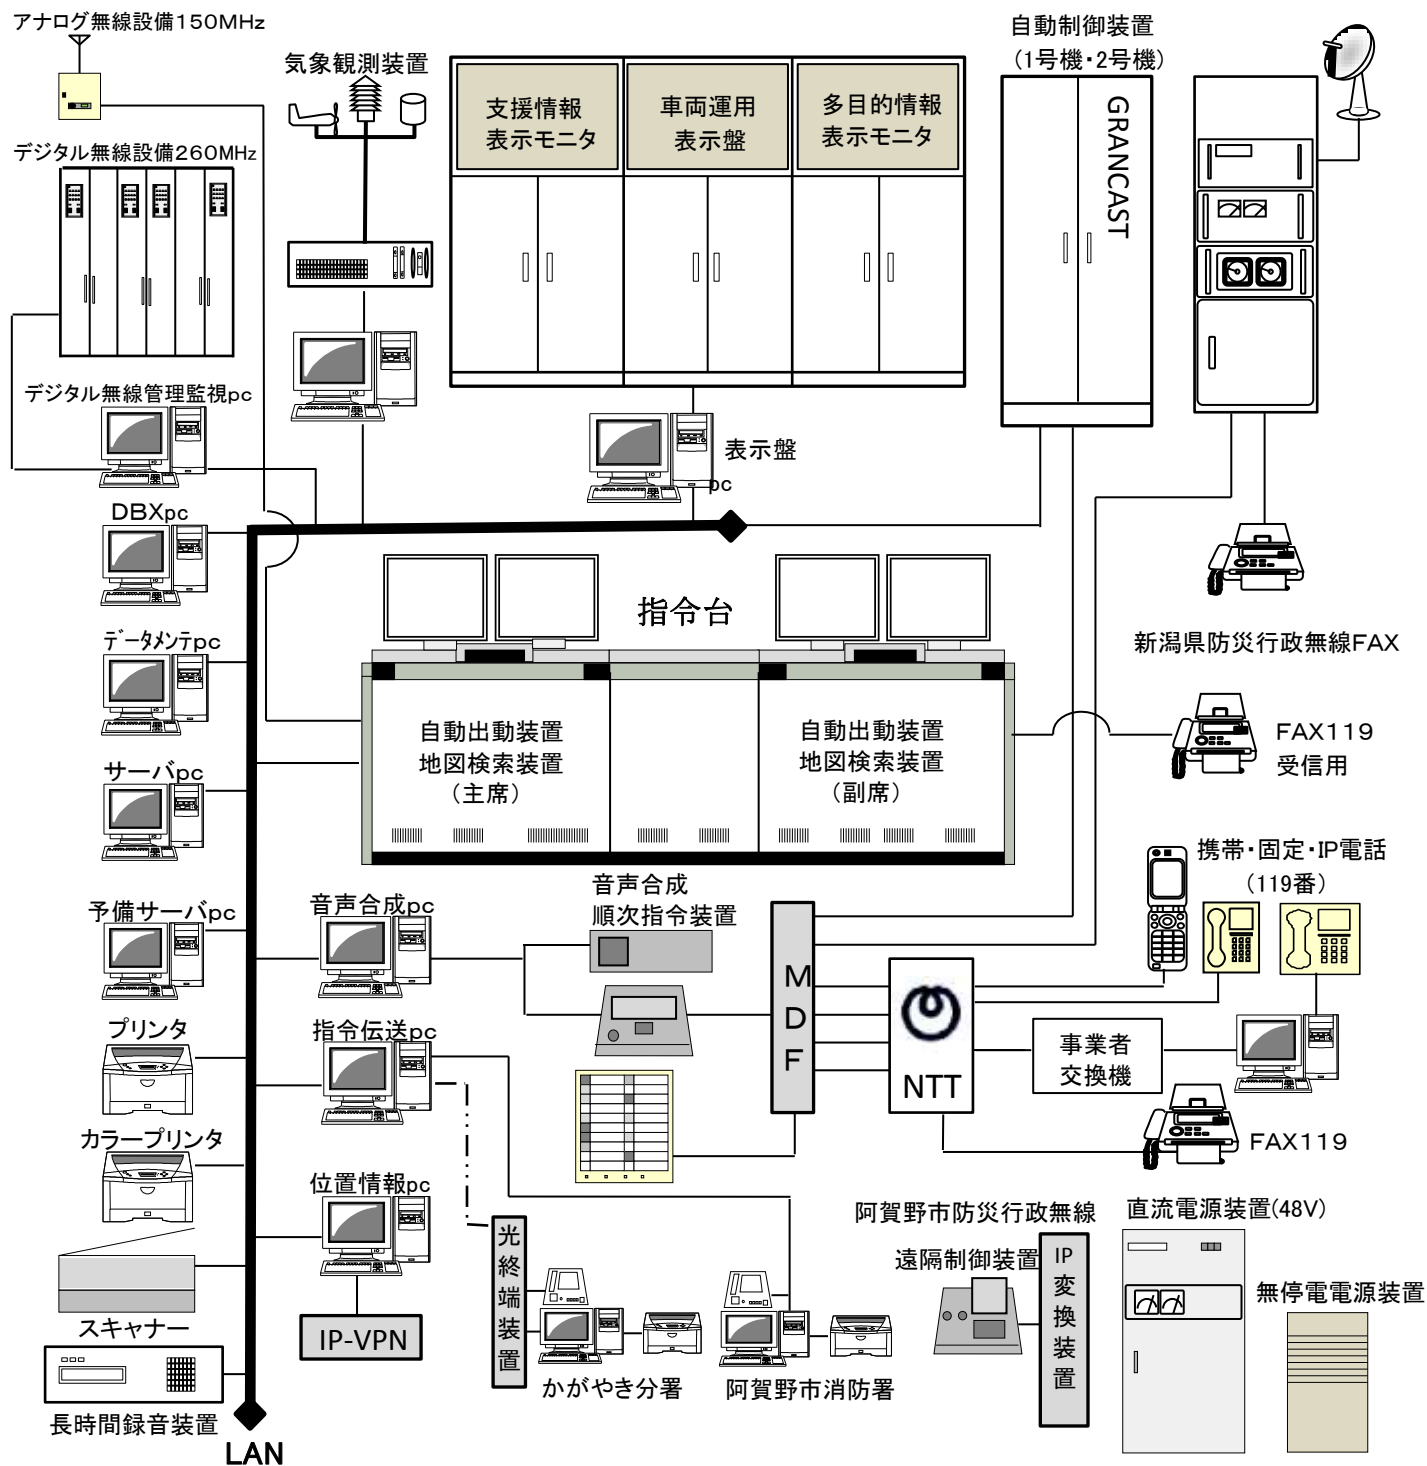 アナログ無線設備150MHz
気象観測装置
支援情報
表示モニタ
車両運用
表示盤
多目的情報
表示モニタ
自動制御装置
(1号機・2号機)
GRANCAST
デジタル無線設備260MHz
デジタル無線管理監視pc
表示盤
pc
DBXpc
指令台
新潟県防災行政無線FAX
データメンテpc
自動出動装置
地図検索装置
(主席)
自動出動装置
地図検索装置
(副席)
FAX119
受信用
サーバpc
携帯・固定・IP電話
(119番)
予備サーバpc
音声合成pc
音声合成
順次指令装置
MDF
NTT
事業者
交換機
プリンタ
指令伝送pc
FAX119
カラープリンタ
位置情報pc
光終端装置
阿賀野市防災行政無線
遠隔制御装置
IP変換装置
直流電源装置(48V)
無停電電源装置
スキャナー
IP-VPN
かがやき分署
阿賀野市消防署
長時間録音装置
LAN